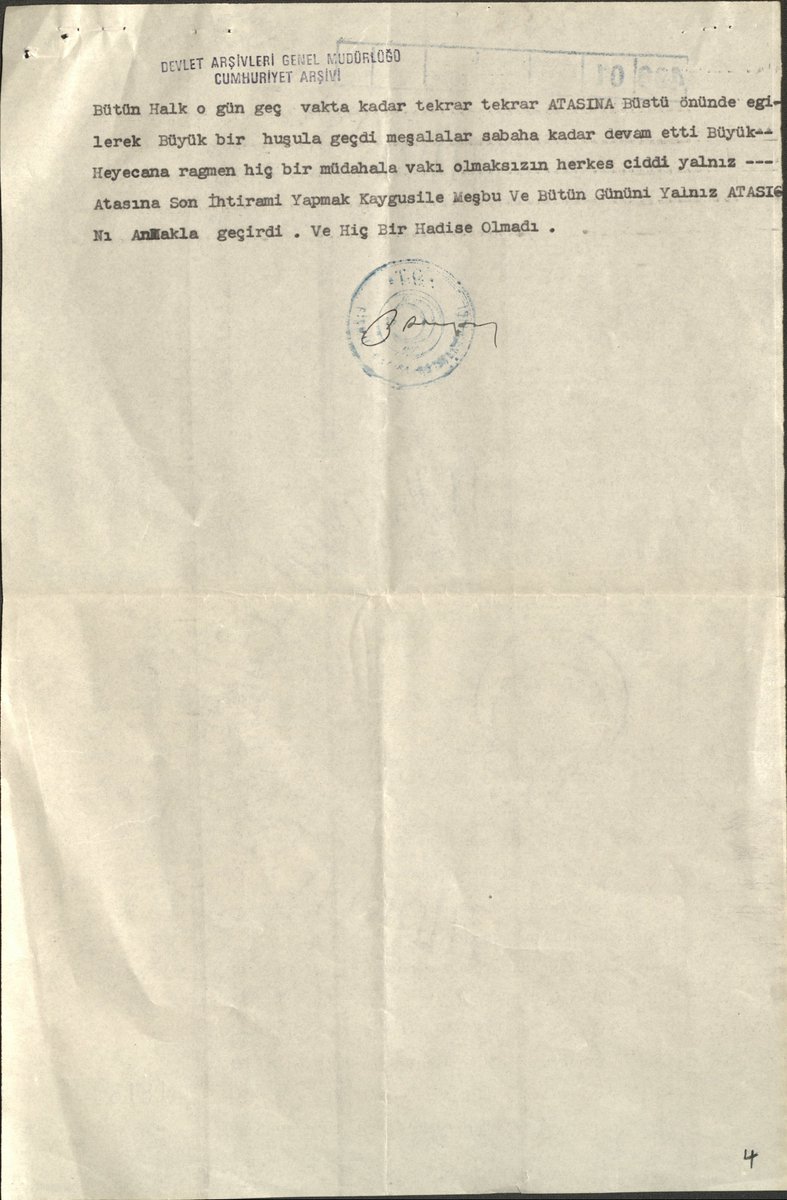 DEVLET ARŞİVLERİ GENEL MÜDÜRLÜĞÜ
CUMHURİYET ARŞİVİ
Bütün Halk o gün geç vakta kadar tekrar tekrar ATASINA Büstü önünde egi-
lerek Büyük bir huşula geçdi meşalalar sabaha kadar devam etti Büyük--
Heyecana ragmen hiç bir müdahala vakı olmaksızın herkes ciddi yalnız ---
Atasına Son İhtirami Yapmak Kaygusile Meşbu Ve Bütün Gününi Yalnız ATASI
Nı Anmakla geçirdi . Ve Hiç Bir Hadise Olmadı .
T.C.
4